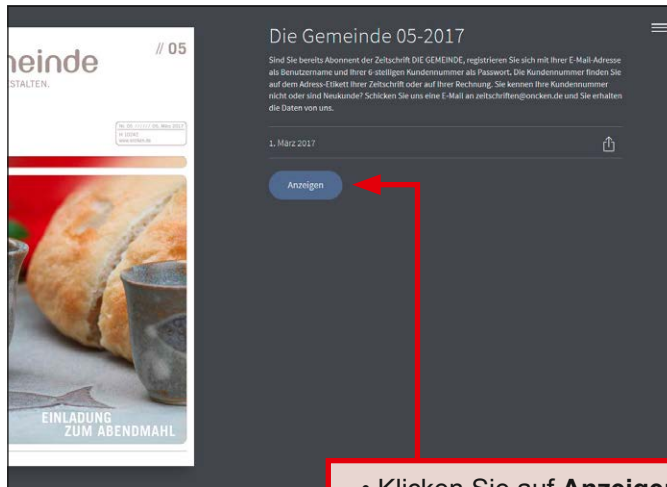 neinde
// 05
STALTEN.
www.oncken.de
EINLADUNG
ZUM ABENDMAHL
Die Gemeinde 05-2017
Sind Sie bereits Abonnent der Zeitschrift DIE GEMEINDE, registrieren Sie sich mit Ihrer E-Mail-Adresse
als Benutzername und Ihrer 6-stelligen Kundennummer als Passwort. Die Kundennummer finden Sie
auf dem Adress-Etikett Ihrer Zeitschrift oder auf Ihrer Rechnung. Sie kennen Ihre Kundennummer
nicht oder sind Neukunde? Schicken Sie uns eine E-Mail an zeitschriften@oncken.de und Sie erhalten
die Daten von uns.
1. März 2017
Anzeigen
• Klicken Sie auf Anzeigen